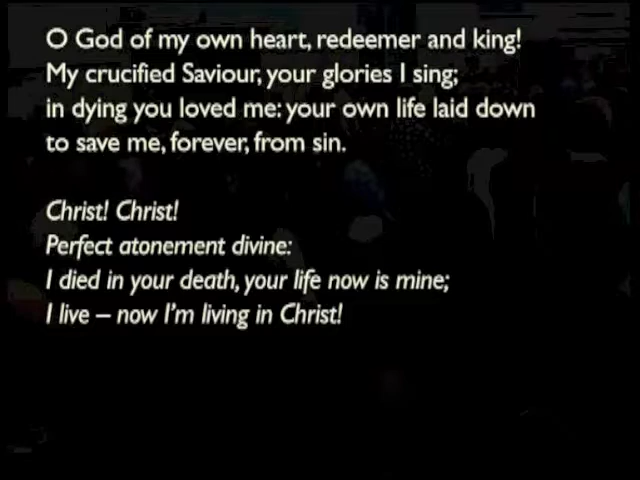 O God of my own heart, redeemer and king!
My crucified Saviour, your glories I sing;
in dying you loved me: your own life laid down
to save me, forever, from sin.
Christ! Christ!
Perfect atonement divine:
I died in your death, your life now is mine;
I live – now I'm living in Christ!